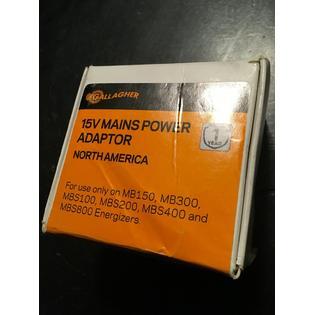 GALLAGHER
15V MAINS POWER
ADAPTOR
NORTH AMERICA
1
YEAR
For use only on MB150, MB300,
MBS100, MBS200, MBS400 and
MBS800 Energizers.